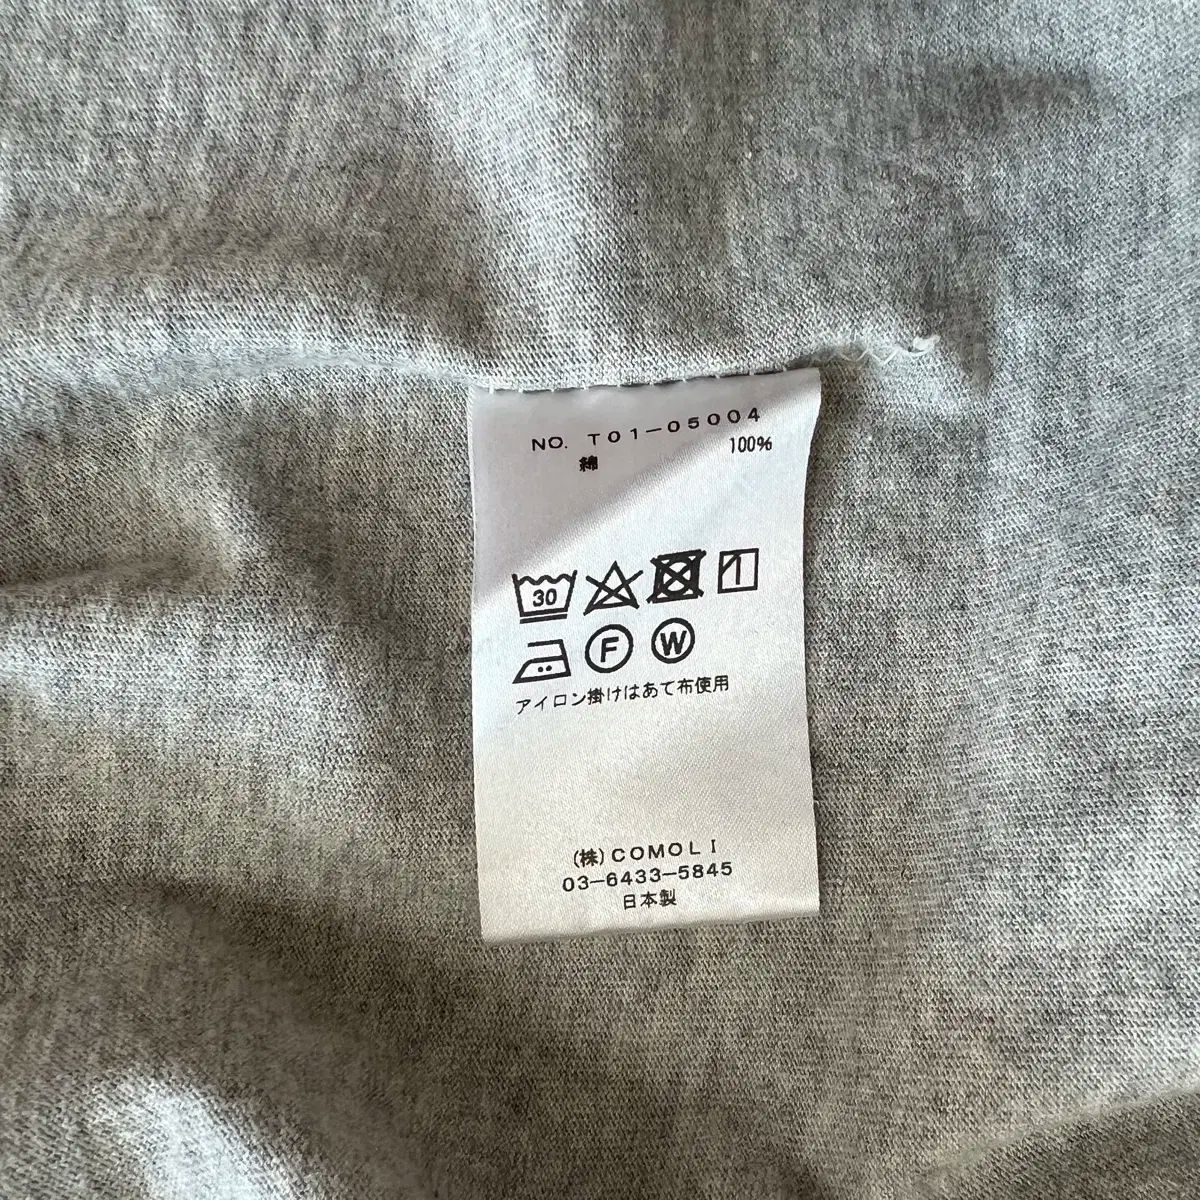 NO. T01-05004
綿 100%
30
F W
アイロン掛けはあて布使用
(株)COMOLI
03-6433-5845
日本製